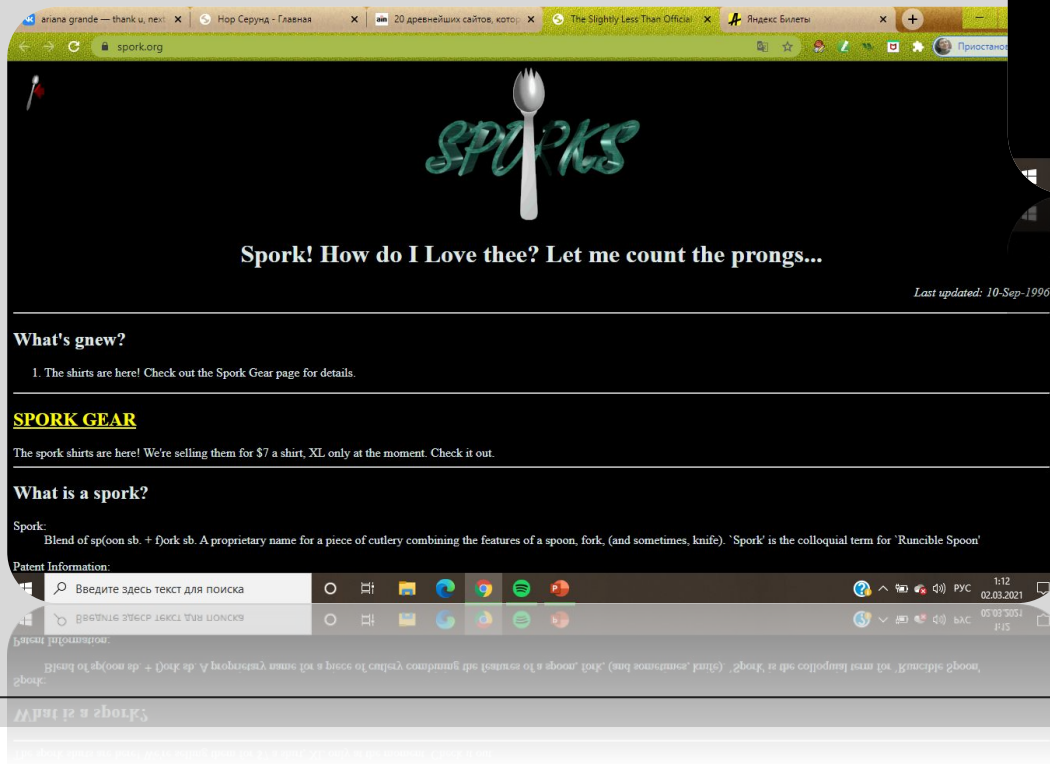 ariana grande — thank u, next
Нор Серунд - Главная
20 древнейших сайтов, котор
The Slightly Less Than Official
Яндекс Билеты
spork.org
Приостанов
SPORKS
Spork! How do I Love thee? Let me count the prongs...
Last updated: 10-Sep-1996
What's gnew?
1. The shirts are here! Check out the Spork Gear page for details.
SPORK GEAR
The spork shirts are here! We're selling them for $7 a shirt, XL only at the moment. Check it out.
What is a spork?
Spork:
Blend of sp(oon sb. + f)ork sb. A proprietary name for a piece of cutlery combining the features of a spoon, fork, (and sometimes, knife). `Spork' is the colloquial term for `Runcible Spoon'
Patent Information:
Введите здесь текст для поиска
РУС
1:12
02.03.2021